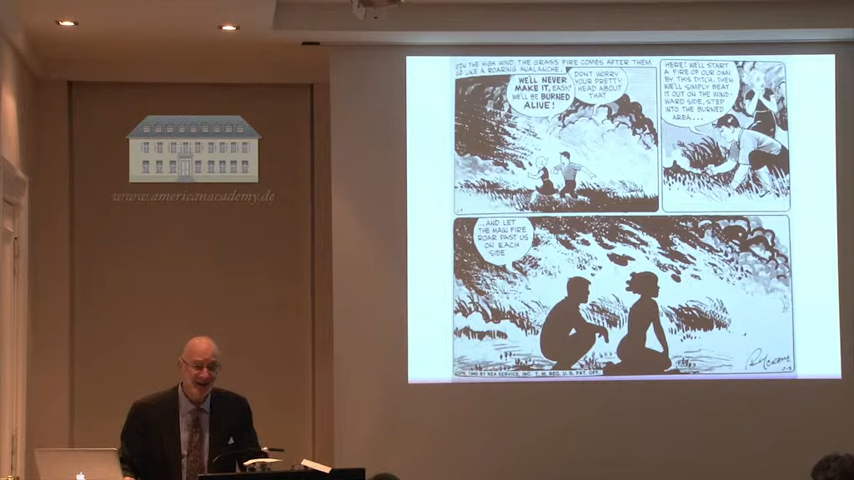 UPON THE HIGH WIND THE GRASS FIRE COMES AFTER THEM
LIKE A ROARING AVALANCHE.
WE'LL NEVER
MAKE IT, EASY!
WE'LL BE BURNED
ALIVE!
DON'T WORRY
YOUR PRETTY
HEAD ABOUT
THAT
HERE! WE'LL START
A FIRE OF OUR OWN
BY THIS DITCH. THEN
WE'LL SIMPLY BEAT
IT OUT ON THE WIND-
WARD SIDE, STEP
INTO THE BURNED
AREA...
...AND LET
THE MAIN FIRE
ROAR PAST US
ON EACH
SIDE
BY NEA SERVICE, INC. T. M. REG. U. S. PAT. OFF.
www.americanacademy.de